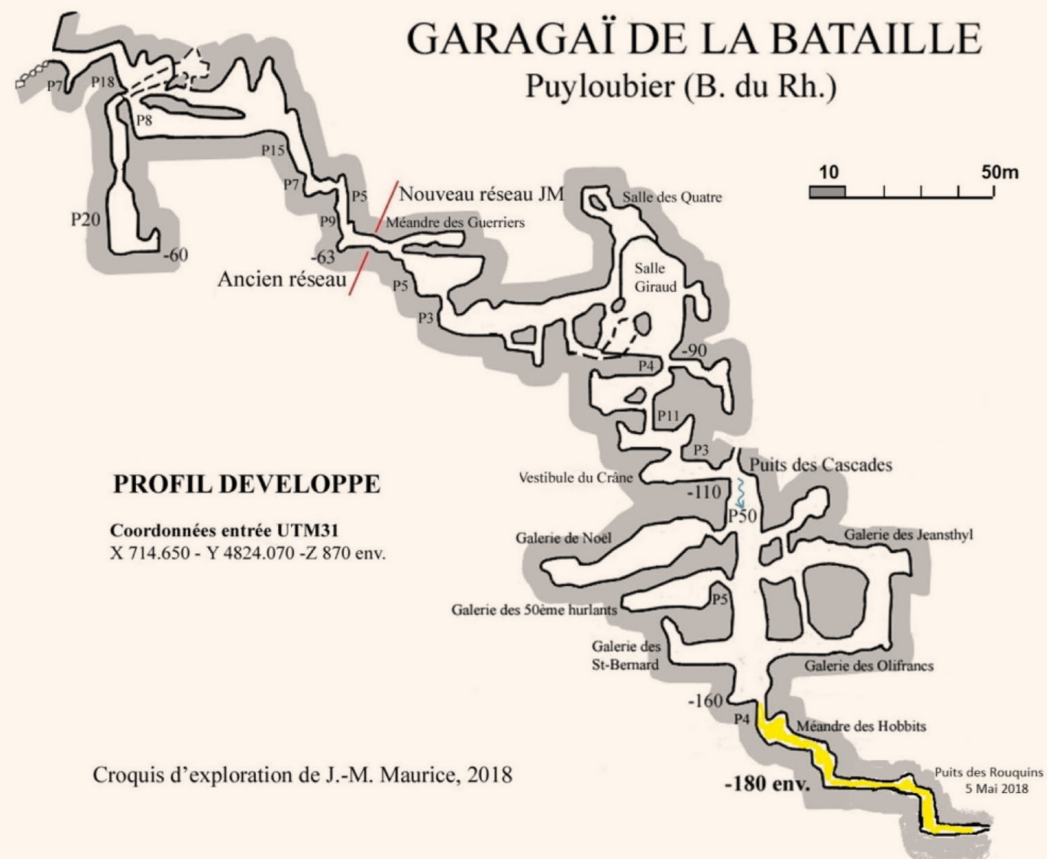 GARAGAÏ DE LA BATAILLE
Puyloubier (B. du Rh.)
P7
P18
P8
P15
P7
P5
P9
P20
-60
-63
10
50m
Nouveau réseau JM
Méandre des Guerriers
Ancien réseau
P5
P3
Salle des Quatre
Salle
Giraud
-90
P4
P11
P3
Vestibule du Crâne
Puits des Cascades
-110
P50
PROFIL DEVELOPPE
Coordonnées entrée UTM31
X 714.650 - Y 4824.070 -Z 870 env.
Galerie de Noël
Galerie des Jeansthyl
Galerie des 50ème hurlants
P5
Galerie des
St-Bernard
Galerie des Olifrancs
-160
P4
Méandre des Hobbits
Croquis d'exploration de J.-M. Maurice, 2018
-180 env.
Puits des Rouquins
5 Mai 2018